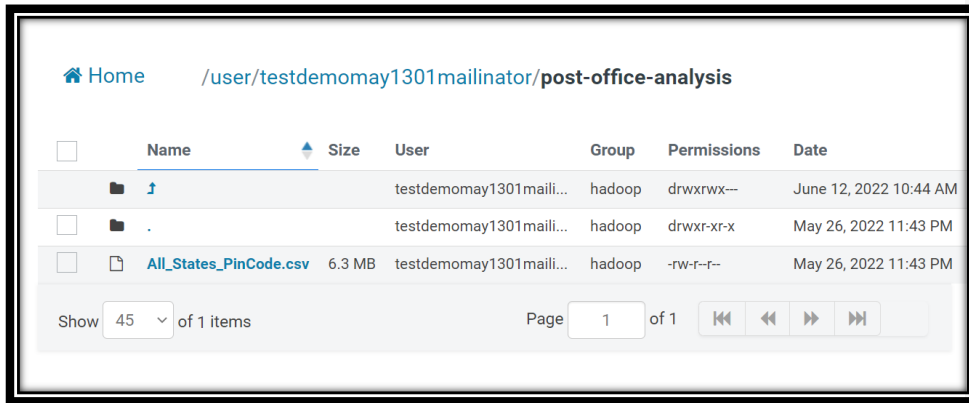 Home /user/testdemomay1301mailinator/post-office-analysis
Name Size User Group Permissions Date
testdemomay1301maili... hadoop drwxrwx--- June 12, 2022 10:44 AM
. testdemomay1301maili... hadoop drwxr-xr-x May 26, 2022 11:43 PM
All_States_PinCode.csv 6.3 MB testdemomay1301maili... hadoop -rw-r--r-- May 26, 2022 11:43 PM
Show 45 of 1 items Page 1 of 1